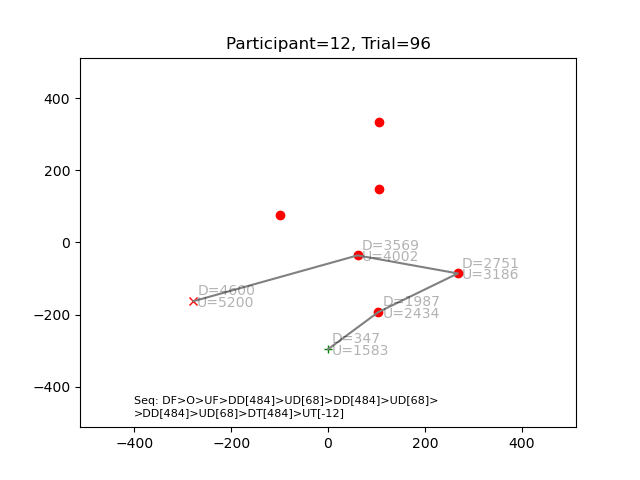 Participant=12, Trial=96
400
200
0
−200
−400
D=3569
U=4002
D=2751
U=3186
D=4600
U=5200
D=1987
U=2434
D=347
U=1583
Seq: DF>O>UF>DD[484]>UD[68]>DD[484]>UD[68]>
>DD[484]>UD[68]>DT[484]>UT[-12]
−400 −200 0 200 400